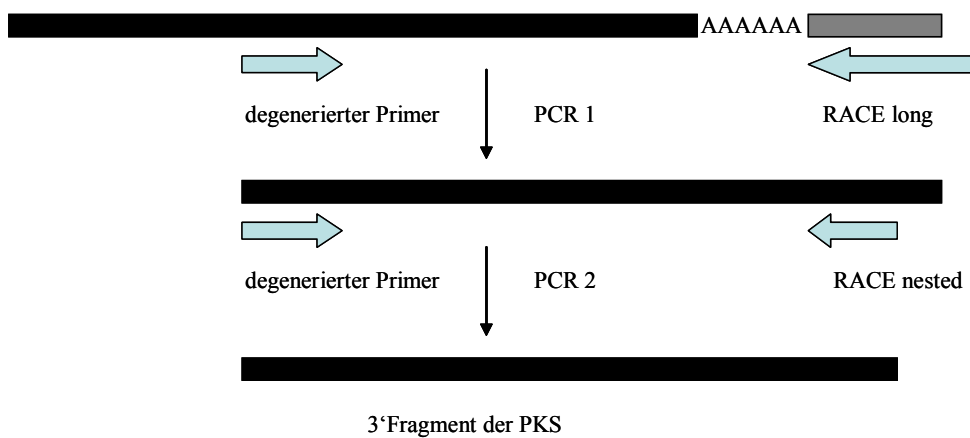 AAAAAA
degenerierter Primer PCR 1 RACE long
degenerierter Primer PCR 2 RACE nested
3‘Fragment der PKS